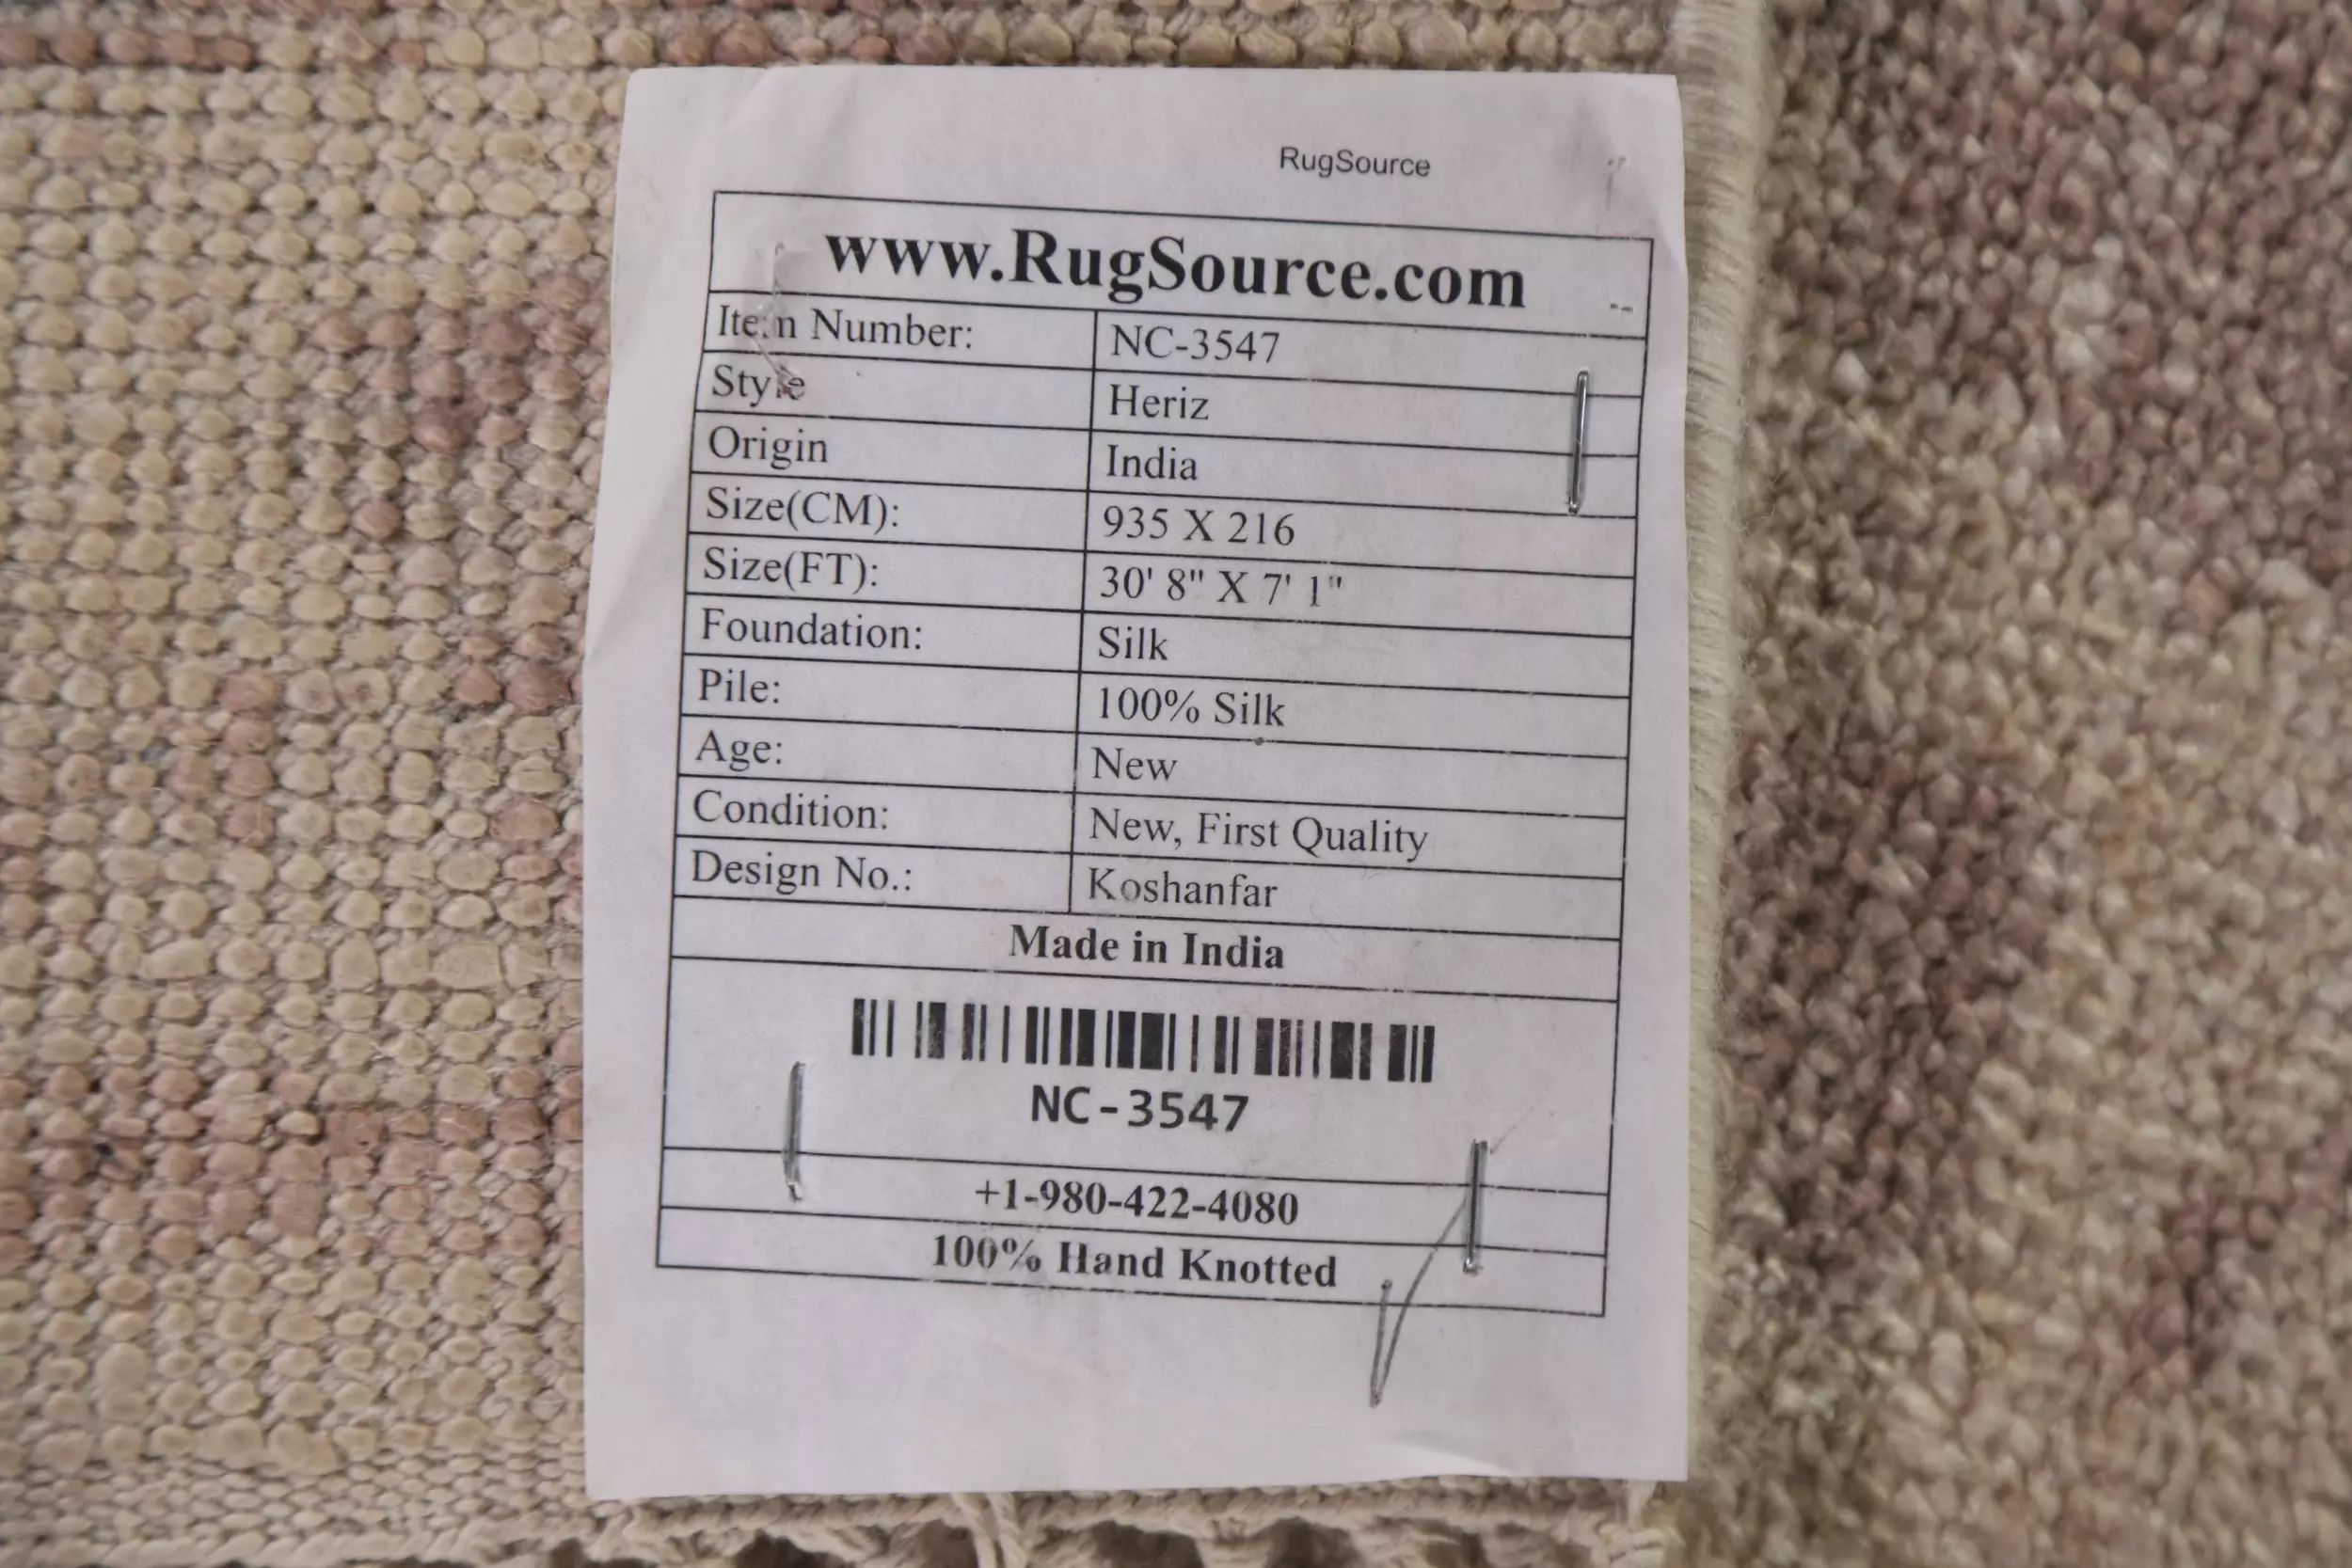 RugSource
www.RugSource.com
Item Number: NC-3547
Style Heriz
Origin India
Size(CM): 935 X 216
Size(FT): 30' 8" X 7' 1"
Foundation: Silk
Pile: 100% Silk
Age: New
Condition: New, First Quality
Design No.: Koshanfar
Made in India
NC-3547
+1-980-422-4080
100% Hand Knotted